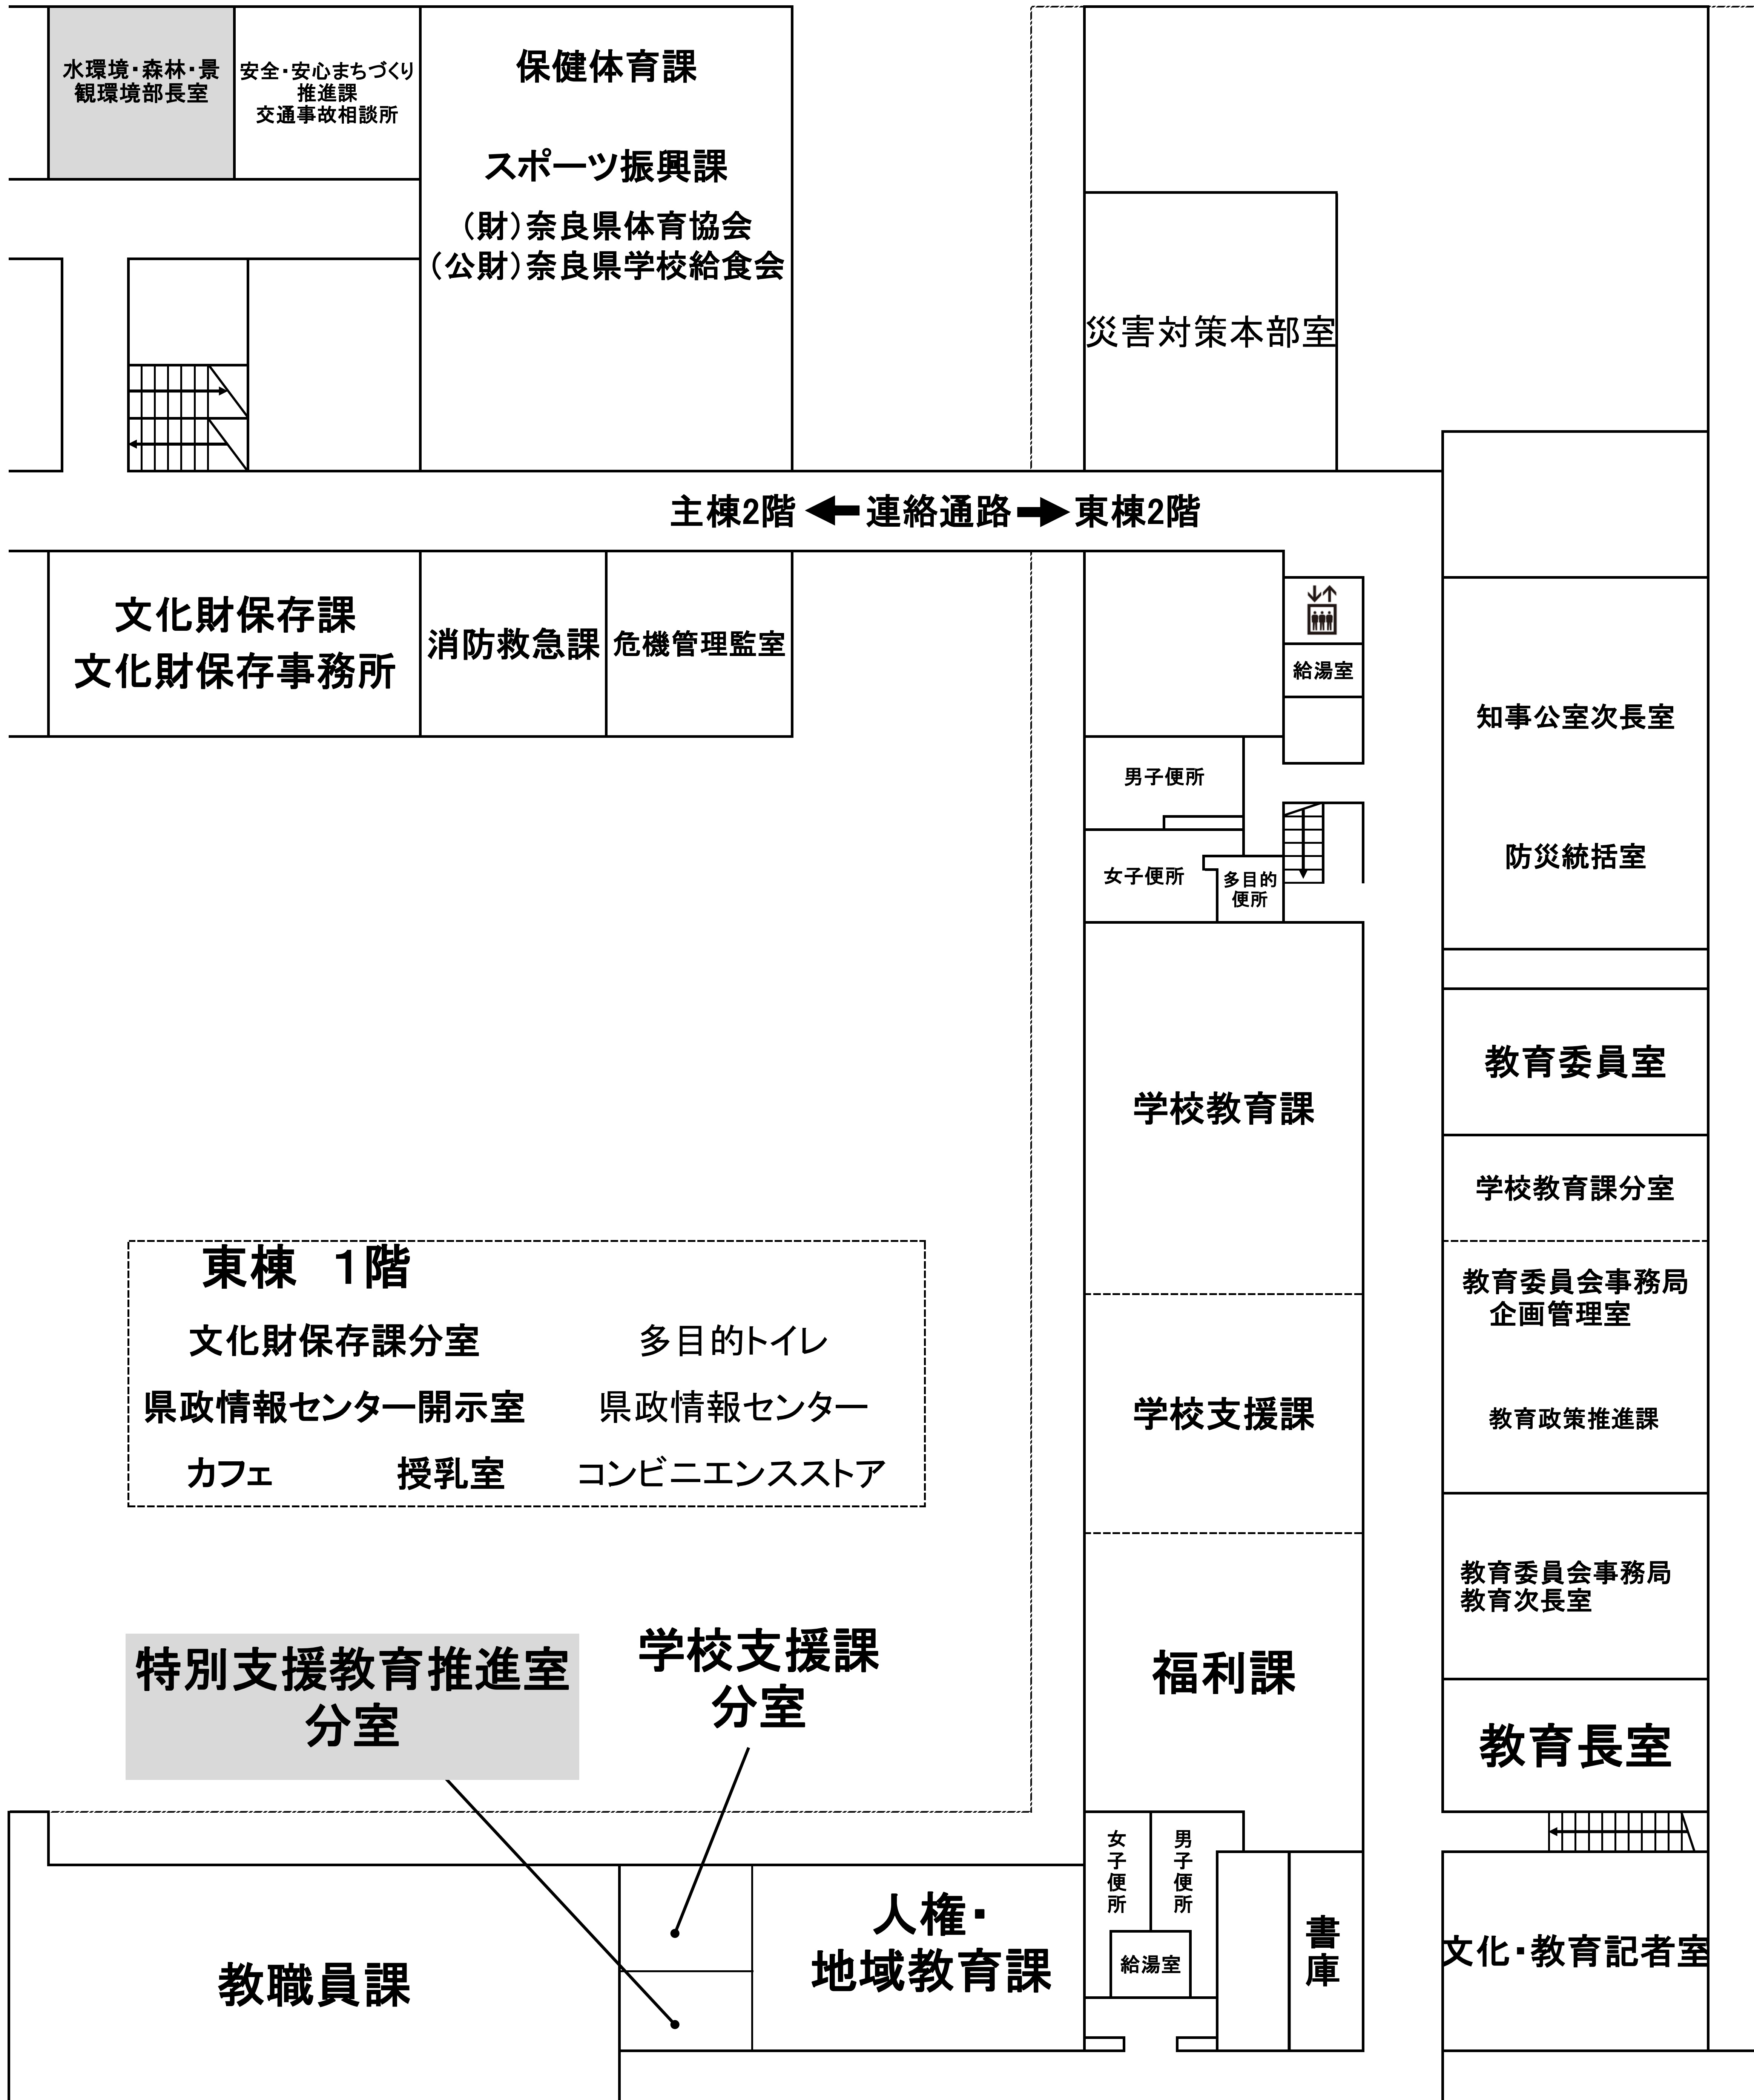 水環境・森林・景
観環境部長室
安全・安心まちづくり
推進課
交通事故相談所
保健体育課
スポーツ振興課
（財）奈良県体育協会
（公財）奈良県学校給食会
災害対策本部室
主棟2階
連絡通路
東棟2階
文化財保存課
文化財保存事務所
消防救急課
危機管理監室
給湯室
知事公室次長室
男子便所
防災統括室
女子便所
多目的
便所
教育委員室
学校教育課
学校教育課分室
東棟　1階
文化財保存課分室
多目的トイレ
県政情報センター開示室
県政情報センター
カフェ
授乳室
コンビニエンスストア
教育委員会事務局
企画管理室
学校支援課
教育政策推進課
教育委員会事務局
教育次長室
特別支援教育推進室
分室
学校支援課
分室
福利課
教育長室
女子便所
男子便所
給湯室
書庫
文化・教育記者室
人権・
地域教育課
教職員課